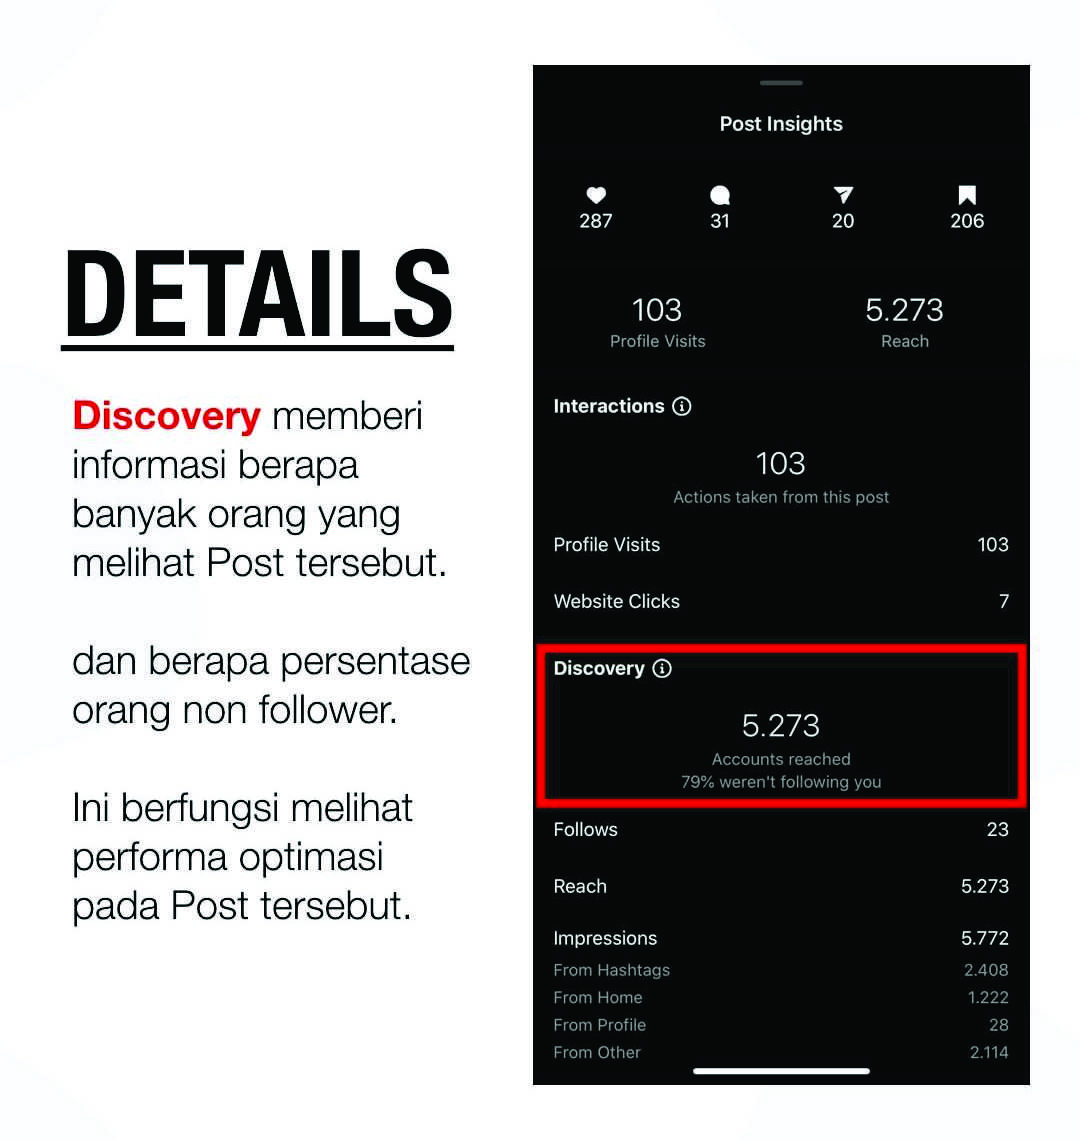 DETAILS
Discovery memberi
informasi berapa
banyak orang yang
melihat Post tersebut.
dan berapa persentase
orang non follower.
Ini berfungsi melihat
performa optimasi
pada Post tersebut.
Post Insights
287 31 20 206
103 5.273
Profile Visits Reach
Interactions
103
Actions taken from this post
Profile Visits 103
Website Clicks 7
Discovery
5.273
Accounts reached
79% weren't following you
Follows 23
Reach 5.273
Impressions 5.772
From Hashtags 2.408
From Home 1.222
From Profile 28
From Other 2.114